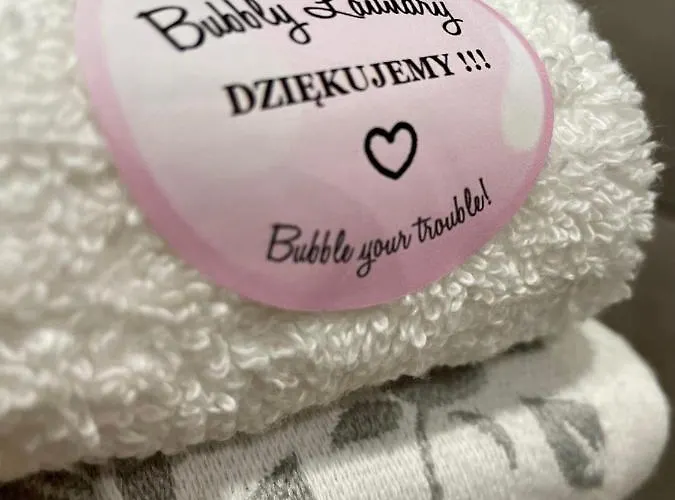 Bubbly Laundry
DZIĘKUJEMY !!!
Bubble your trouble!